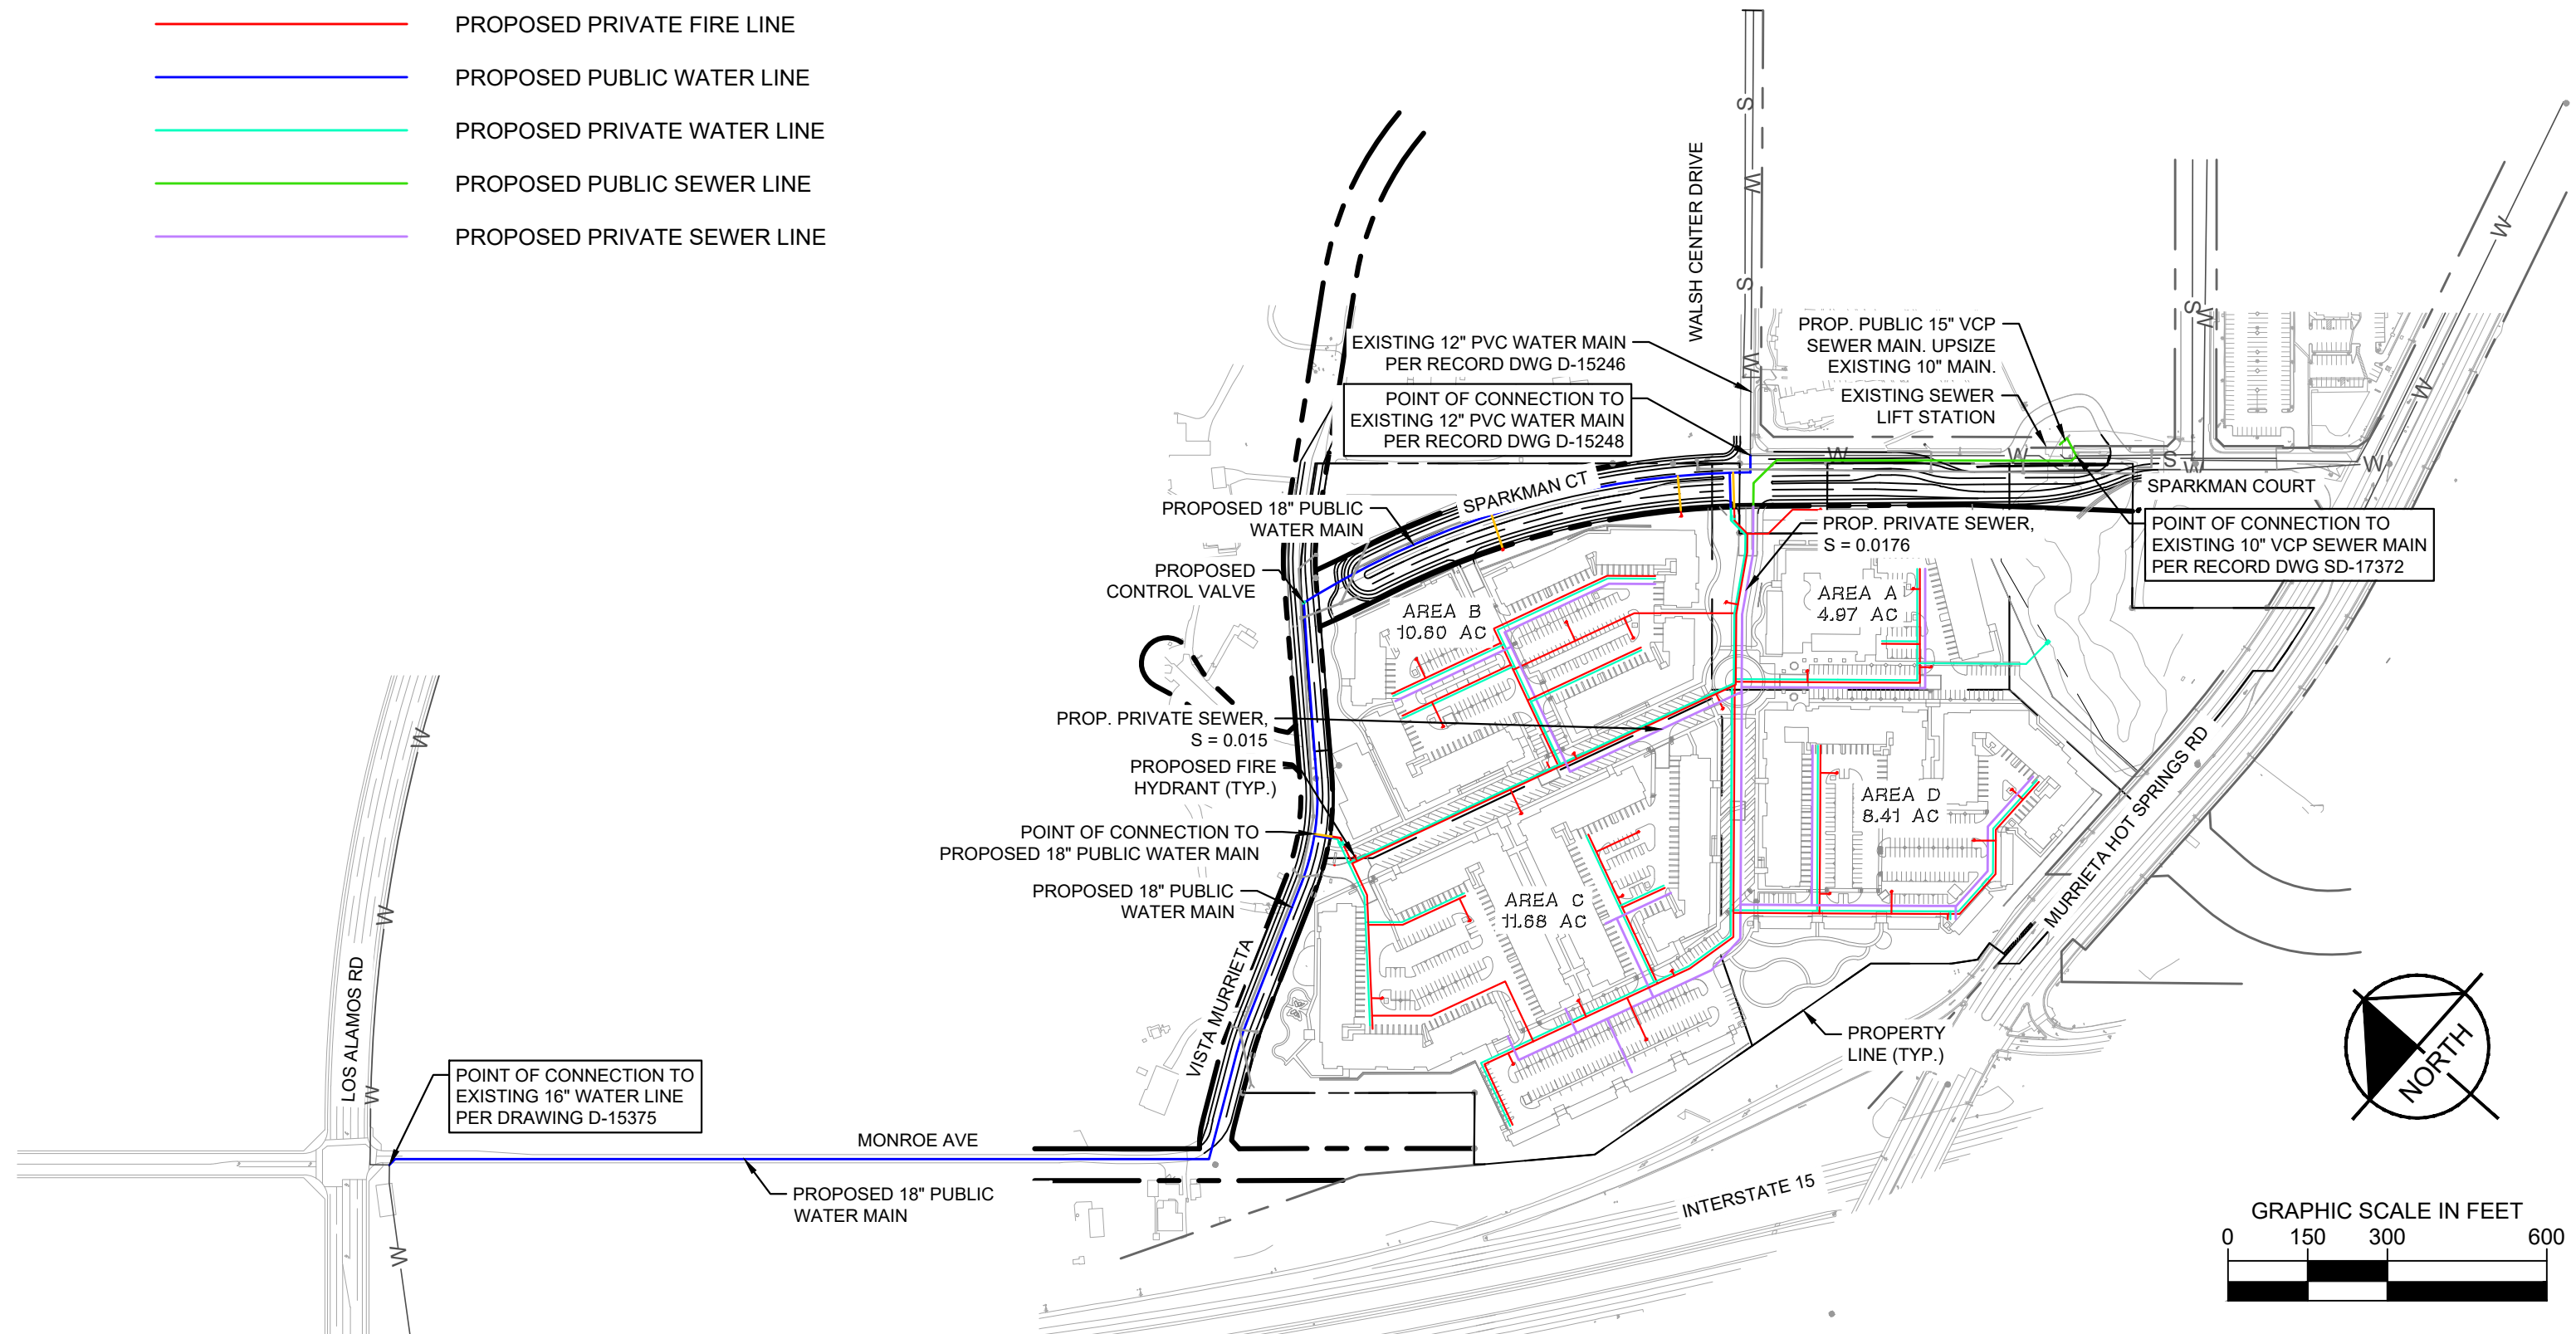 PROPOSED PRIVATE FIRE LINE
PROPOSED PUBLIC WATER LINE
PROPOSED PRIVATE WATER LINE
PROPOSED PUBLIC SEWER LINE
PROPOSED PRIVATE SEWER LINE
S
W
S
W
WALSH CENTER DRIVE
EXISTING 12" PVC WATER MAIN
PER RECORD DWG D-15246
POINT OF CONNECTION TO
EXISTING 12" PVC WATER MAIN
PER RECORD DWG D-15248
PROP. PUBLIC 15" VCP
SEWER MAIN. UPSIZE
EXISTING 10" MAIN.
EXISTING SEWER
LIFT STATION
S
W
W
W
W
W
S
W
W
SPARKMAN CT
SPARKMAN COURT
PROPOSED 18" PUBLIC
WATER MAIN
PROP. PRIVATE SEWER,
S = 0.0176
POINT OF CONNECTION TO
EXISTING 10" VCP SEWER MAIN
PER RECORD DWG SD-17372
PROPOSED
CONTROL VALVE
AREA B
10.60 AC
AREA A
4.97 AC
PROP. PRIVATE SEWER,
S = 0.015
PROPOSED FIRE
HYDRANT (TYP.)
AREA D
8.41 AC
MURRIETA HOT SPRINGS RD
POINT OF CONNECTION TO
PROPOSED 18" PUBLIC WATER MAIN
PROPOSED 18" PUBLIC
WATER MAIN
AREA C
11.68 AC
W
W
W
W
LOS ALAMOS RD
VISTA MURRIETA
PROPERTY
LINE (TYP.)
NORTH
POINT OF CONNECTION TO
EXISTING 16" WATER LINE
PER DRAWING D-15375
MONROE AVE
PROPOSED 18" PUBLIC
WATER MAIN
INTERSTATE 15
GRAPHIC SCALE IN FEET
0 150 300 600